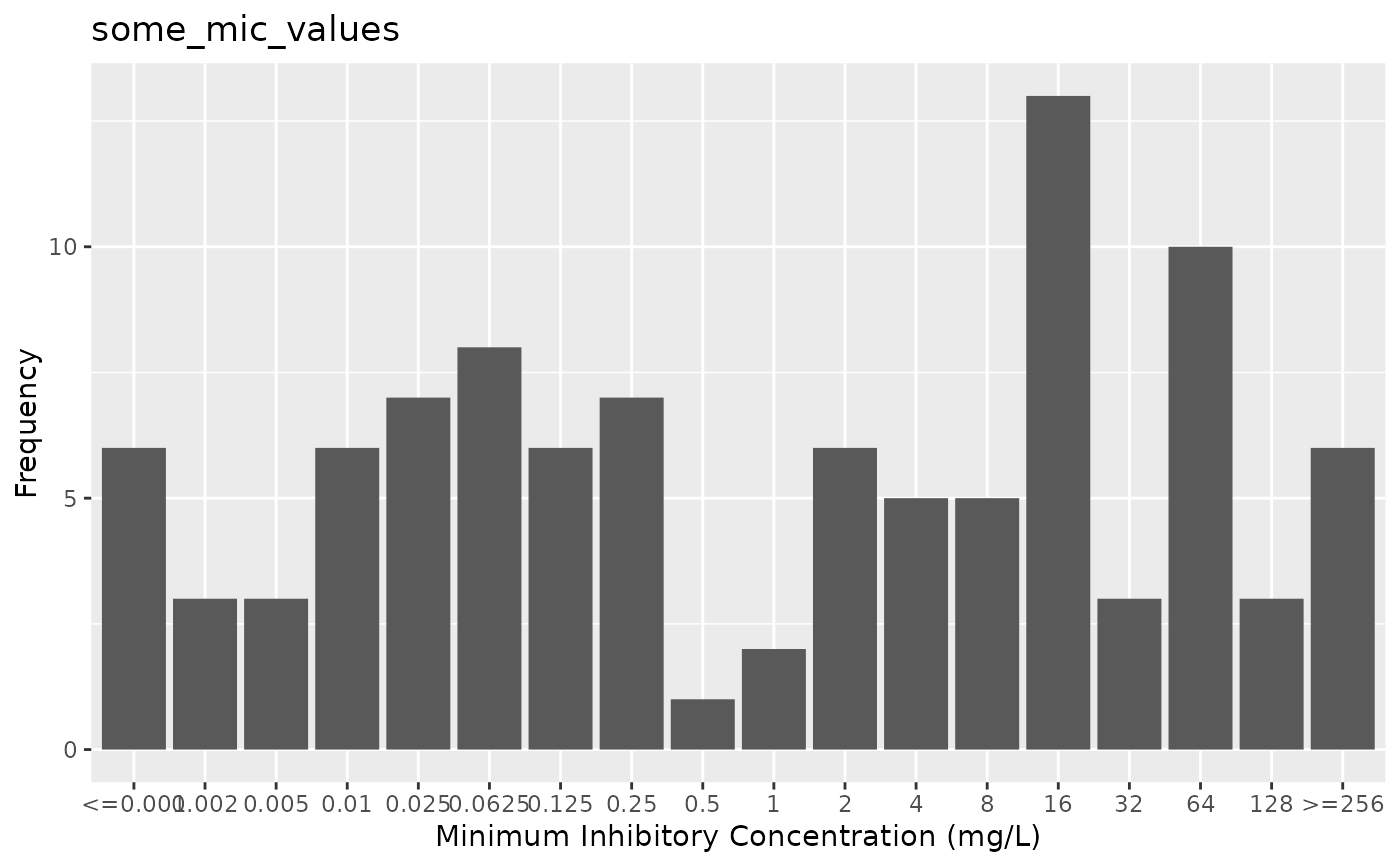 some_mic_values
10
5
0
Frequency
<=0.001 0.002 0.005 0.01 0.025 0.0625 0.125 0.25 0.5 1 2 4 8 16 32 64 128 >=256
Minimum Inhibitory Concentration (mg/L)